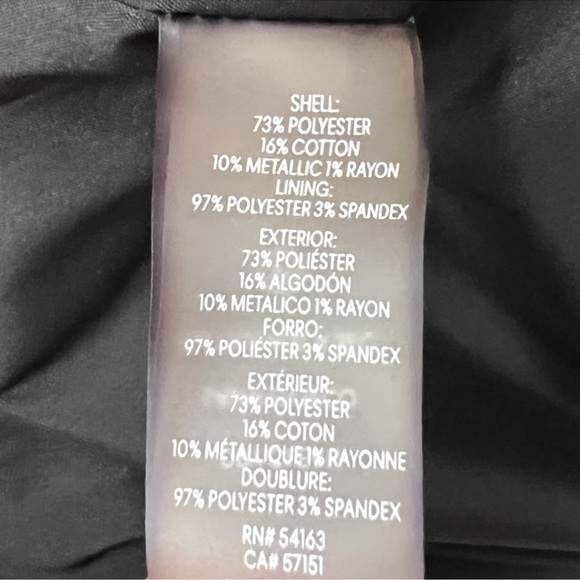 SHELL:
73% POLYESTER
16% COTTON
10% METALLIC 1% RAYON
LINING:
97% POLYESTER 3% SPANDEX
EXTERIOR:
73% POLIÉSTER
16% ALGODÓN
10% METALICO 1% RAYON
FORRO:
97% POLIÉSTER 3% SPANDEX
EXTÉRIEUR:
73% POLYESTER
16% COTON
10% MÉTALLIQUE 1% RAYONNE
DOUBLURE:
97% POLYESTER 3% SPANDEX
RN# 54163
CA# 57151